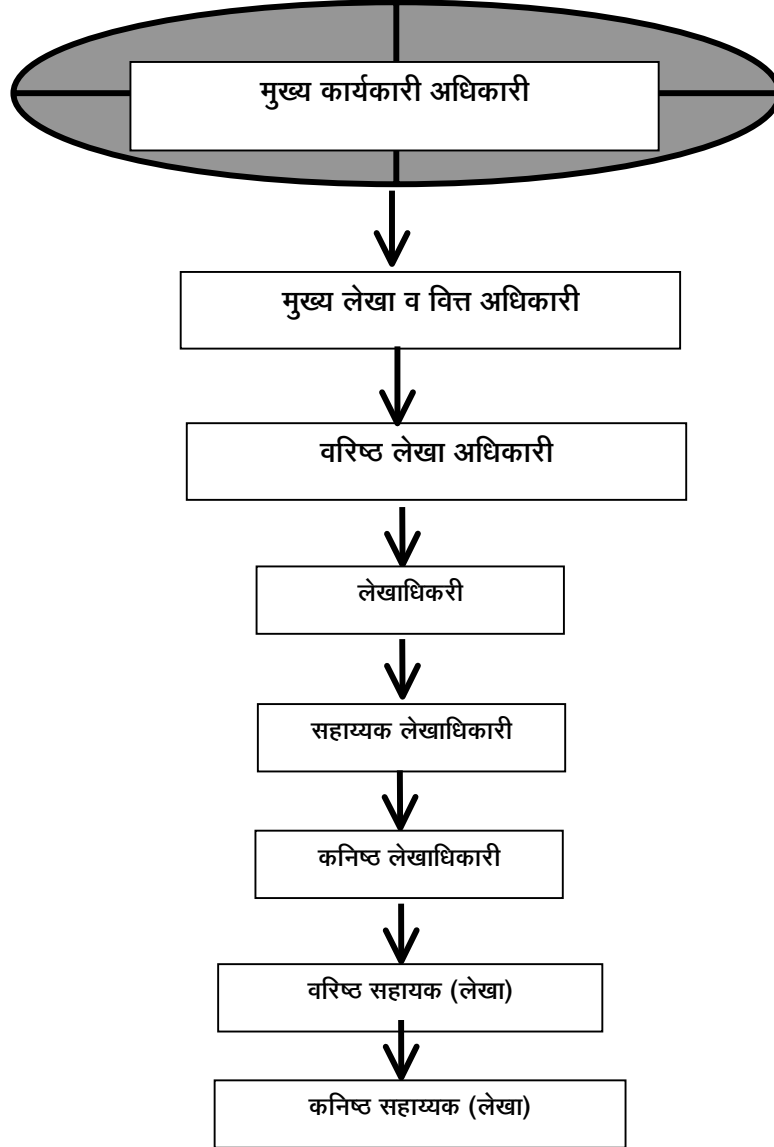 मुख्य कार्यकारी अधिकारी
मुख्य लेखा व वित्त अधिकारी
वरिष्ठ लेखा अधिकारी
लेखाधिकरी
सहाय्यक लेखाधिकारी
कनिष्ठ लेखाधिकारी
वरिष्ठ सहायक (लेखा)
कनिष्ठ सहाय्यक (लेखा)